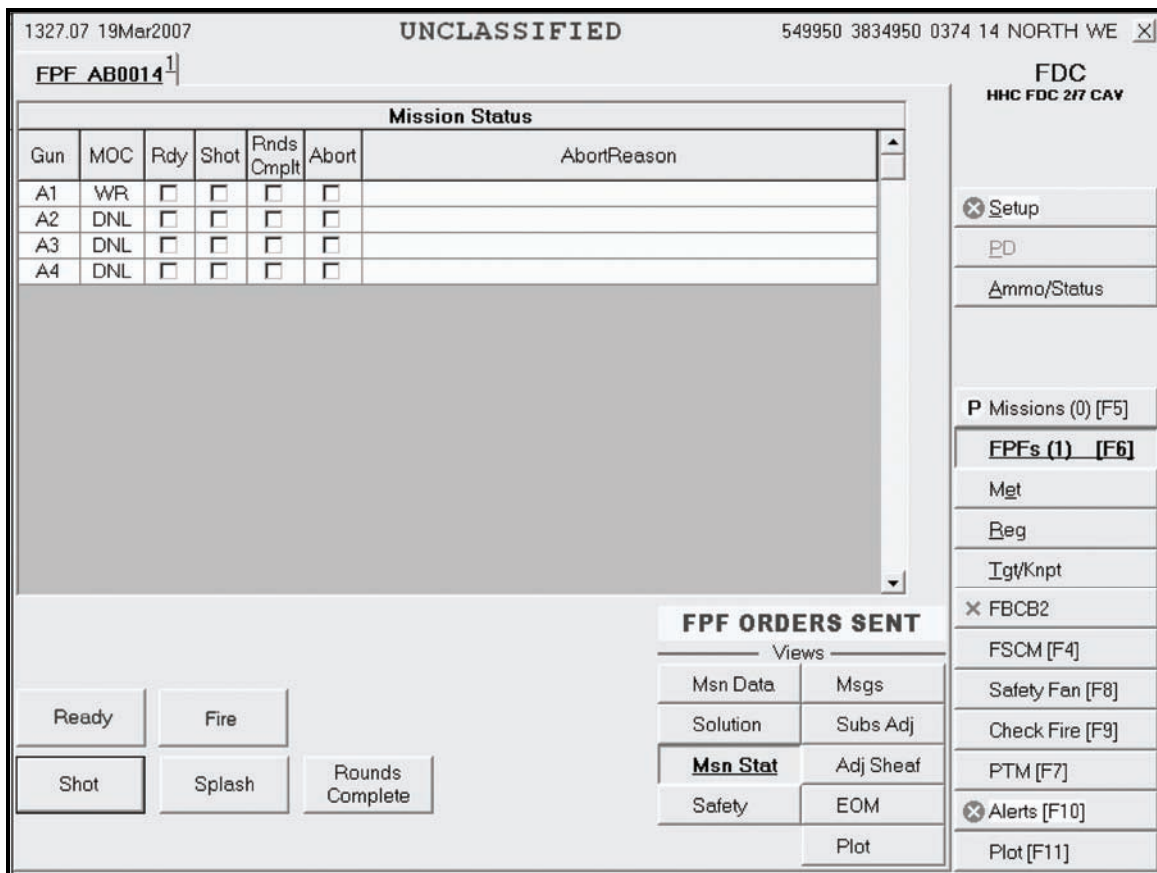 1327.07 19Mar2007 UNCLASSIFIED 549950 3834950 0374 14 NORTH WE X
FPF AB0014 1
FDC
HHC FDC 2/7 CAV
Mission Status
Gun MOC Rdy Shot Rnds Cmplt Abort AbortReason
A1 WR
A2 DNL
A3 DNL
A4 DNL
Setup
PD
Ammo/Status
P Missions (0) [F5]
FPFs (1) [F6]
Met
Reg
Tgt/Knpt
FBCB2
FSCM [F4]
Safety Fan [F8]
Check Fire [F9]
PTM [F7]
Alerts [F10]
Plot [F11]
FPF ORDERS SENT
Views
Msn Data Msgs
Solution Subs Adj
Msn Stat Adj Sheaf
Safety EOM
Plot
Ready Fire
Shot Splash Rounds Complete